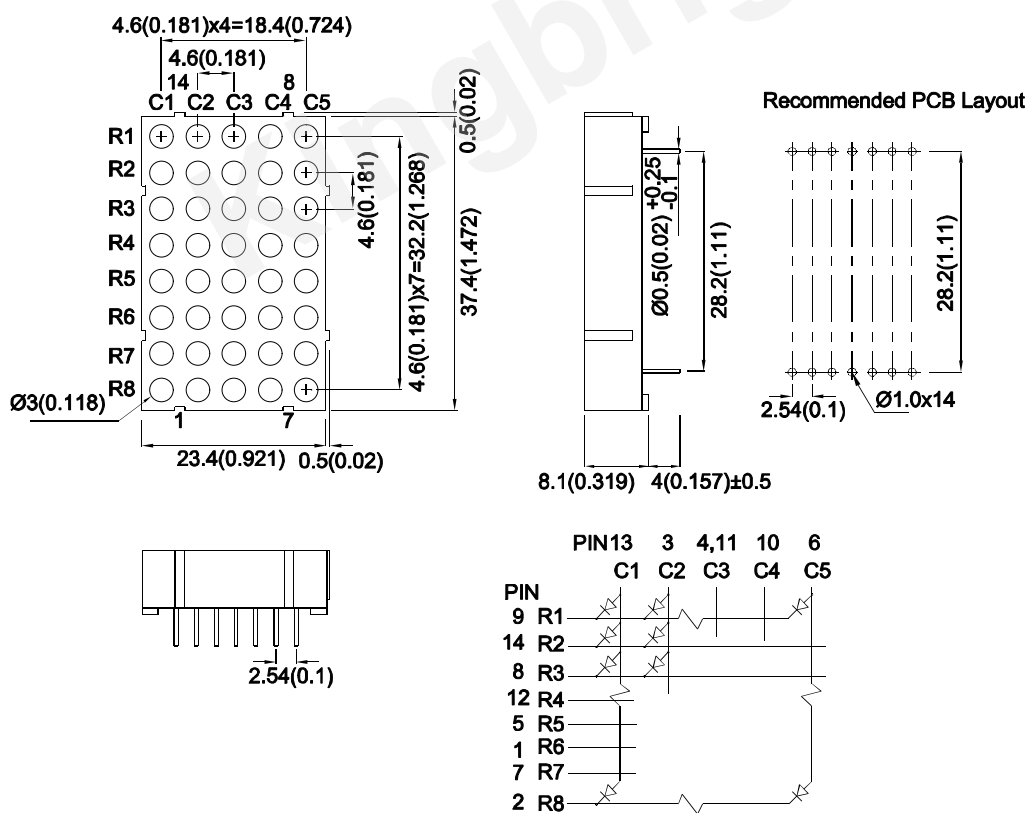 4.6(0.181)x4=18.4(0.724)
4.6(0.181)
14 8
C1 C2 C3 C4 C5
R1
R2
R3
R4
R5
R6
R7
R8
Ø3(0.118)
1 7
23.4(0.921) 0.5(0.02)
4.6(0.181)
4.6(0.181)x7=32.2(1.268)
0.5(0.02)
37.4(1.472)
Ø0.5(0.02) +0.25 -0.1
28.2(1.11)
8.1(0.319) 4(0.157)±0.5
Recommended PCB Layout
28.2(1.11)
2.54(0.1)
Ø1.0x14
2.54(0.1)
PIN13 3 4,11 10 6
C1 C2 C3 C4 C5
PIN
9 R1
14 R2
8 R3
12 R4
5 R5
1 R6
7 R7
2 R8
Kingbrig